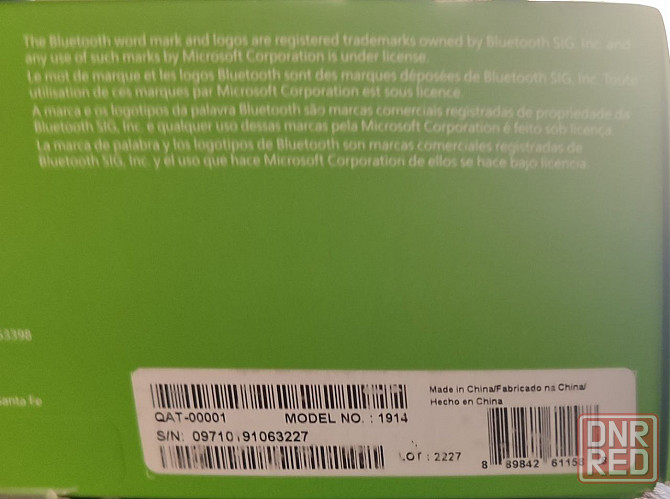 The Bluetooth word mark and logos are registered trademarks owned by Bluetooth SIG, Inc. and
any use of such marks by Microsoft Corporation is under license.
Le mot de marque et les logos Bluetooth sont des marques déposées de Bluetooth SIG, Inc. Toute
utilisation de ces marques par Microsoft Corporation est sous licence.
A marca e os logotipos da palavra Bluetooth são marcas comerciais registradas de propriedade da
Bluetooth SIG, Inc. e qualquer uso dessas marcas pela Microsoft Corporation é feito sob licença.
La marca de palabra y los logotipos de Bluetooth son marcas comerciales registradas de
Bluetooth SIG, Inc. y el uso que hace Microsoft Corporation de ellos se hace bajo licencia.
53398
Santa Fe
QAT-00001 MODEL NO. : 1914
S/N: 09710 91063227
LOT : 2227
Made in China/Fabricado na China/
Hecho en China
8 89842
DNR
RED